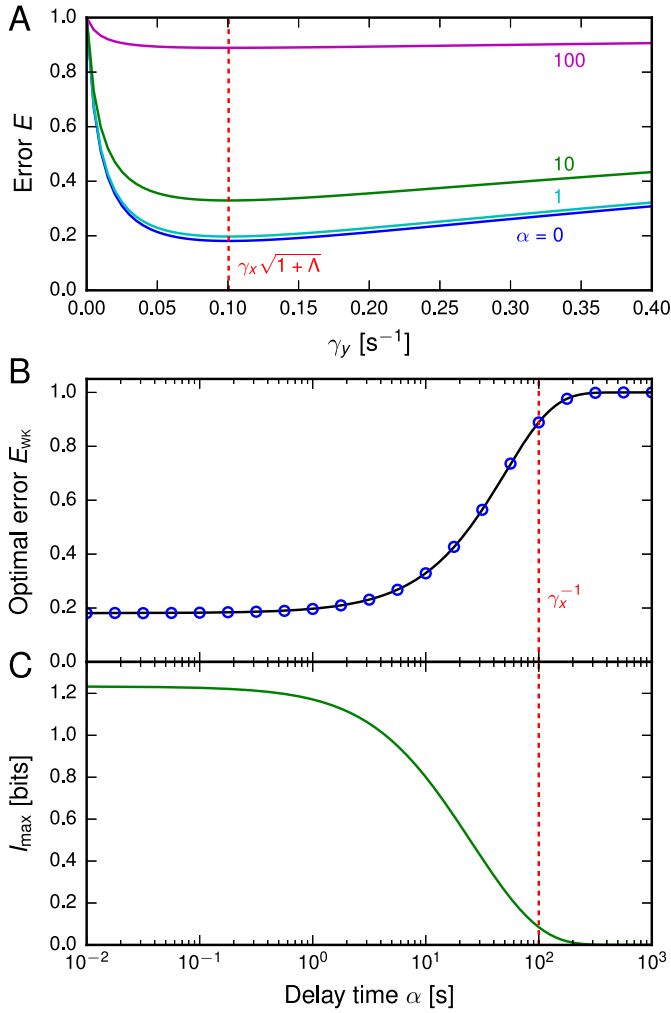 A
1.0
0.8
0.6
0.4
0.2
0.0
Error E
100
10
1
α = 0
γx√1 + Λ
0.00 0.05 0.10 0.15 0.20 0.25 0.30 0.35 0.40
γy [s−1]
B
1.0
0.8
0.6
0.4
0.2
0.0
Optimal error EWK
γx−1
C
1.2
1.0
0.8
0.6
0.4
0.2
0.0
Imax [bits]
10−2 10−1 100 101 102 103
Delay time α [s]